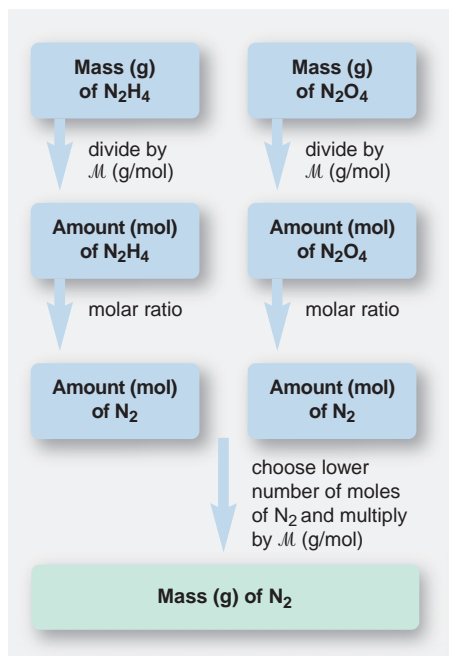 Mass (g)
of N₂H₄
Mass (g)
of N₂O₄
divide by
ℳ (g/mol)
divide by
ℳ (g/mol)
Amount (mol)
of N₂H₄
Amount (mol)
of N₂O₄
molar ratio
molar ratio
Amount (mol)
of N₂
Amount (mol)
of N₂
choose lower
number of moles
of N₂ and multiply
by ℳ (g/mol)
Mass (g) of N₂